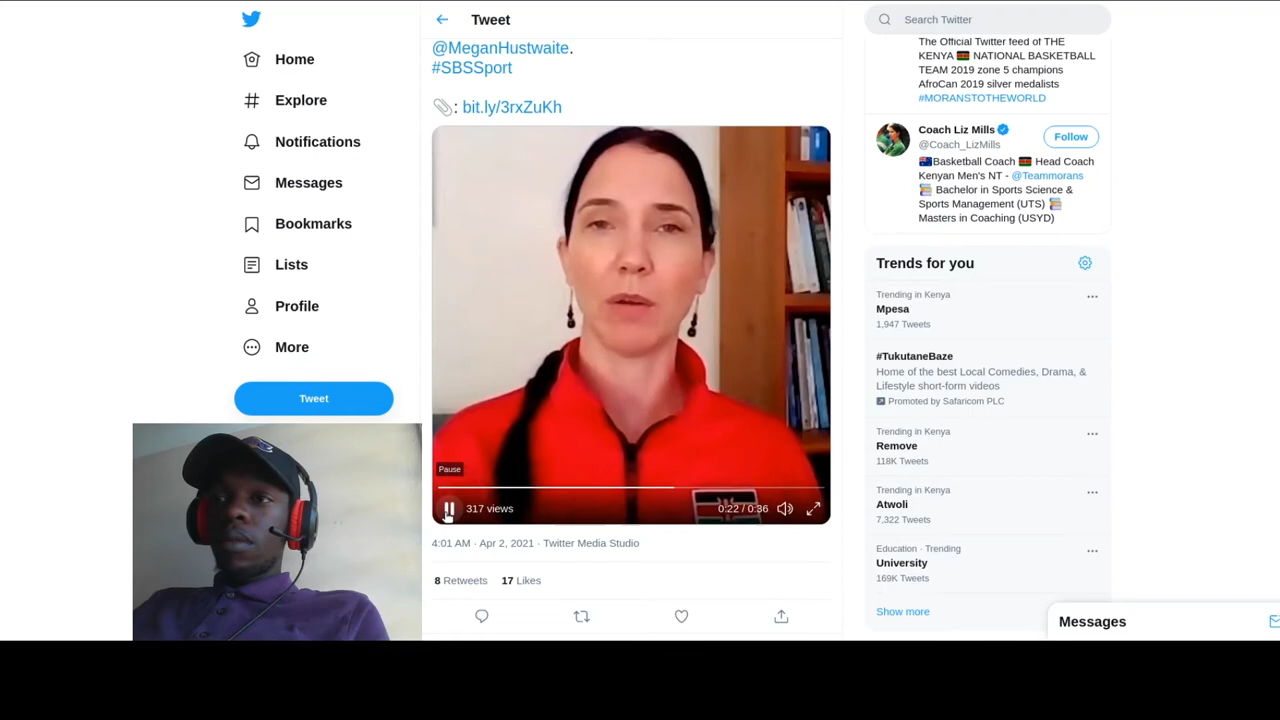 Home
Explore
Notifications
Messages
Bookmarks
Lists
Profile
More
Tweet
Tweet
@MeganHustwaite.
#SBSSport
📎: bit.ly/3rxZuKh
Pause
317 views
0:22 / 0:36
4:01 AM · Apr 2, 2021 · Twitter Media Studio
8 Retweets 17 Likes
Search Twitter
The Official Twitter feed of THE
KENYA 🇰🇪 NATIONAL BASKETBALL
TEAM 2019 zone 5 champions
AfroCan 2019 silver medalists
#MORANSTOTHEWORLD
Coach Liz Mills
@Coach_LizMills
Follow
🇦🇺Basketball Coach 🇰🇪 Head Coach
Kenyan Men's NT - @Teammorans
📚 Bachelor in Sports Science &
Sports Management (UTS) 📚
Masters in Coaching (USYD)
Trends for you
Trending in Kenya
Mpesa
1,947 Tweets
#TukutaneBaze
Home of the best Local Comedies, Drama, &
Lifestyle short-form videos
Promoted by Safaricom PLC
Trending in Kenya
Remove
118K Tweets
Trending in Kenya
Atwoli
7,322 Tweets
Education · Trending
University
169K Tweets
Show more
Messages